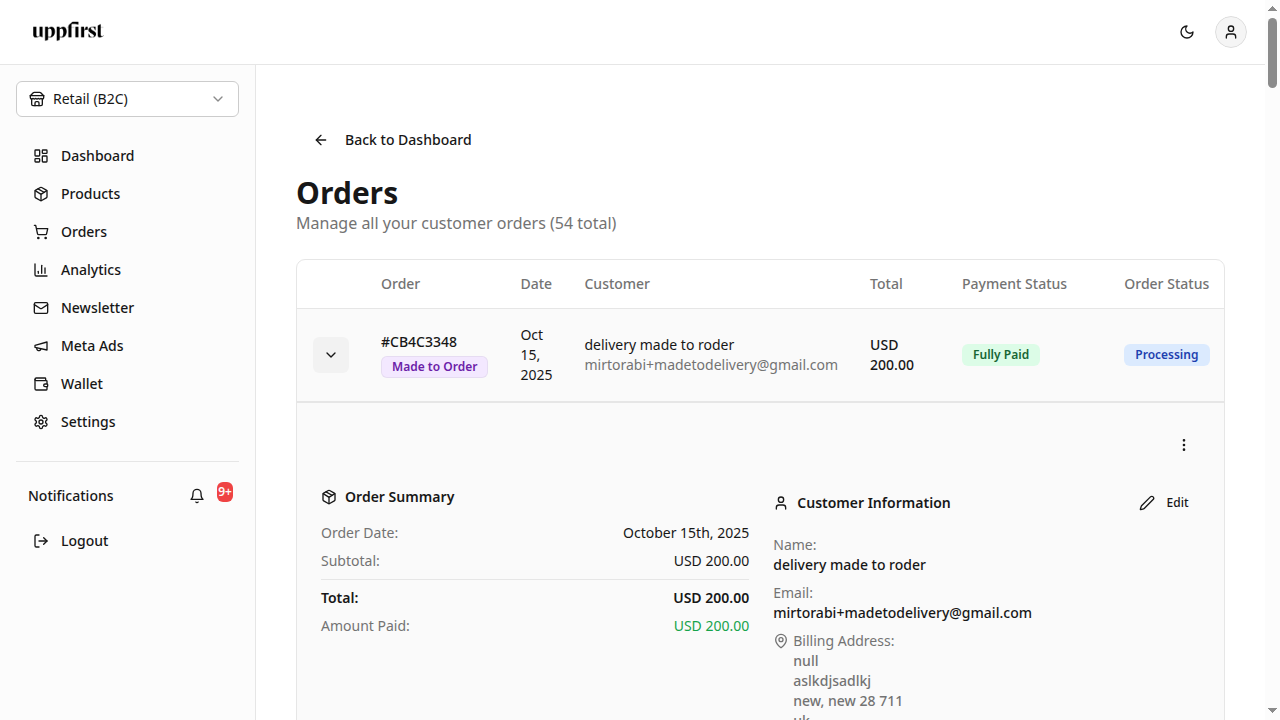 uppfirst
Retail (B2C)
Dashboard
Products
Orders
Analytics
Newsletter
Meta Ads
Wallet
Settings
Notifications
9+
Logout
Back to Dashboard
Orders
Manage all your customer orders (54 total)
Order Date Customer Total Payment Status Order Status
#CB4C3348
Made to Order
Oct
15,
2025
delivery made to roder
mirtorabi+madetodelivery@gmail.com
USD
200.00
Fully Paid
Processing
Order Summary
Order Date: October 15th, 2025
Subtotal: USD 200.00
Total: USD 200.00
Amount Paid: USD 200.00
Customer Information
Edit
Name:
delivery made to roder
Email:
mirtorabi+madetodelivery@gmail.com
Billing Address:
null
aslkdjsadlkj
new, new 28 711
uk